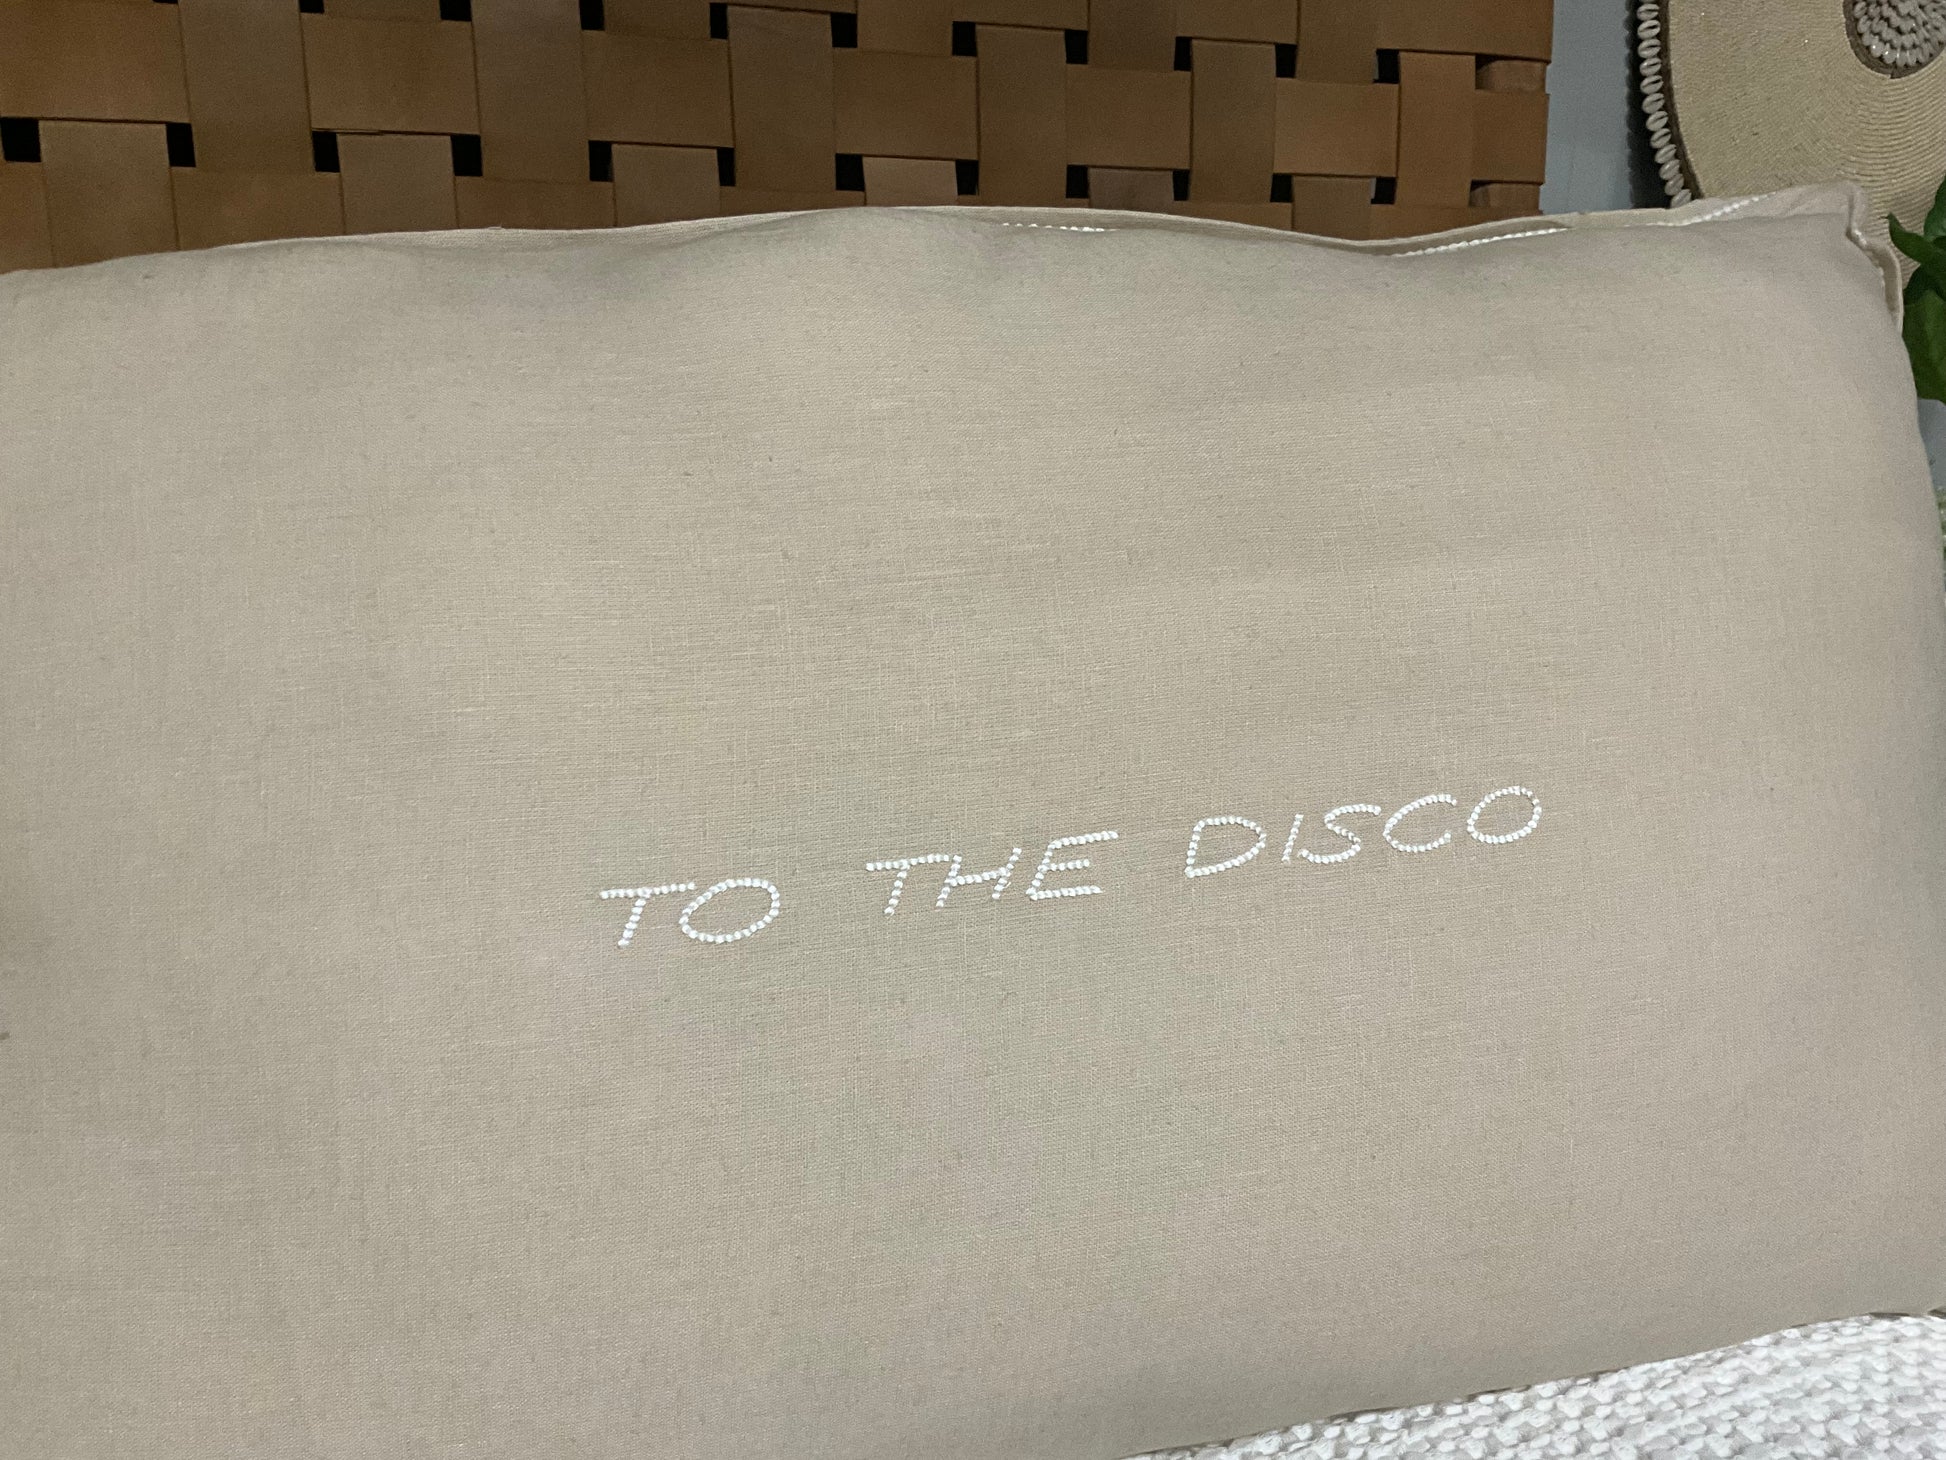 TO THE DISCO